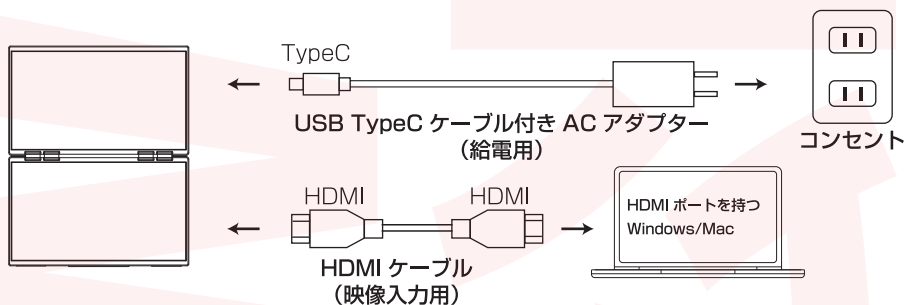 TypeC
USB TypeC ケーブル付き AC アダプター
（給電用）
コンセント
HDMI
HDMI
HDMI ポートを持つ
Windows/Mac
HDMI ケーブル
（映像入力用）